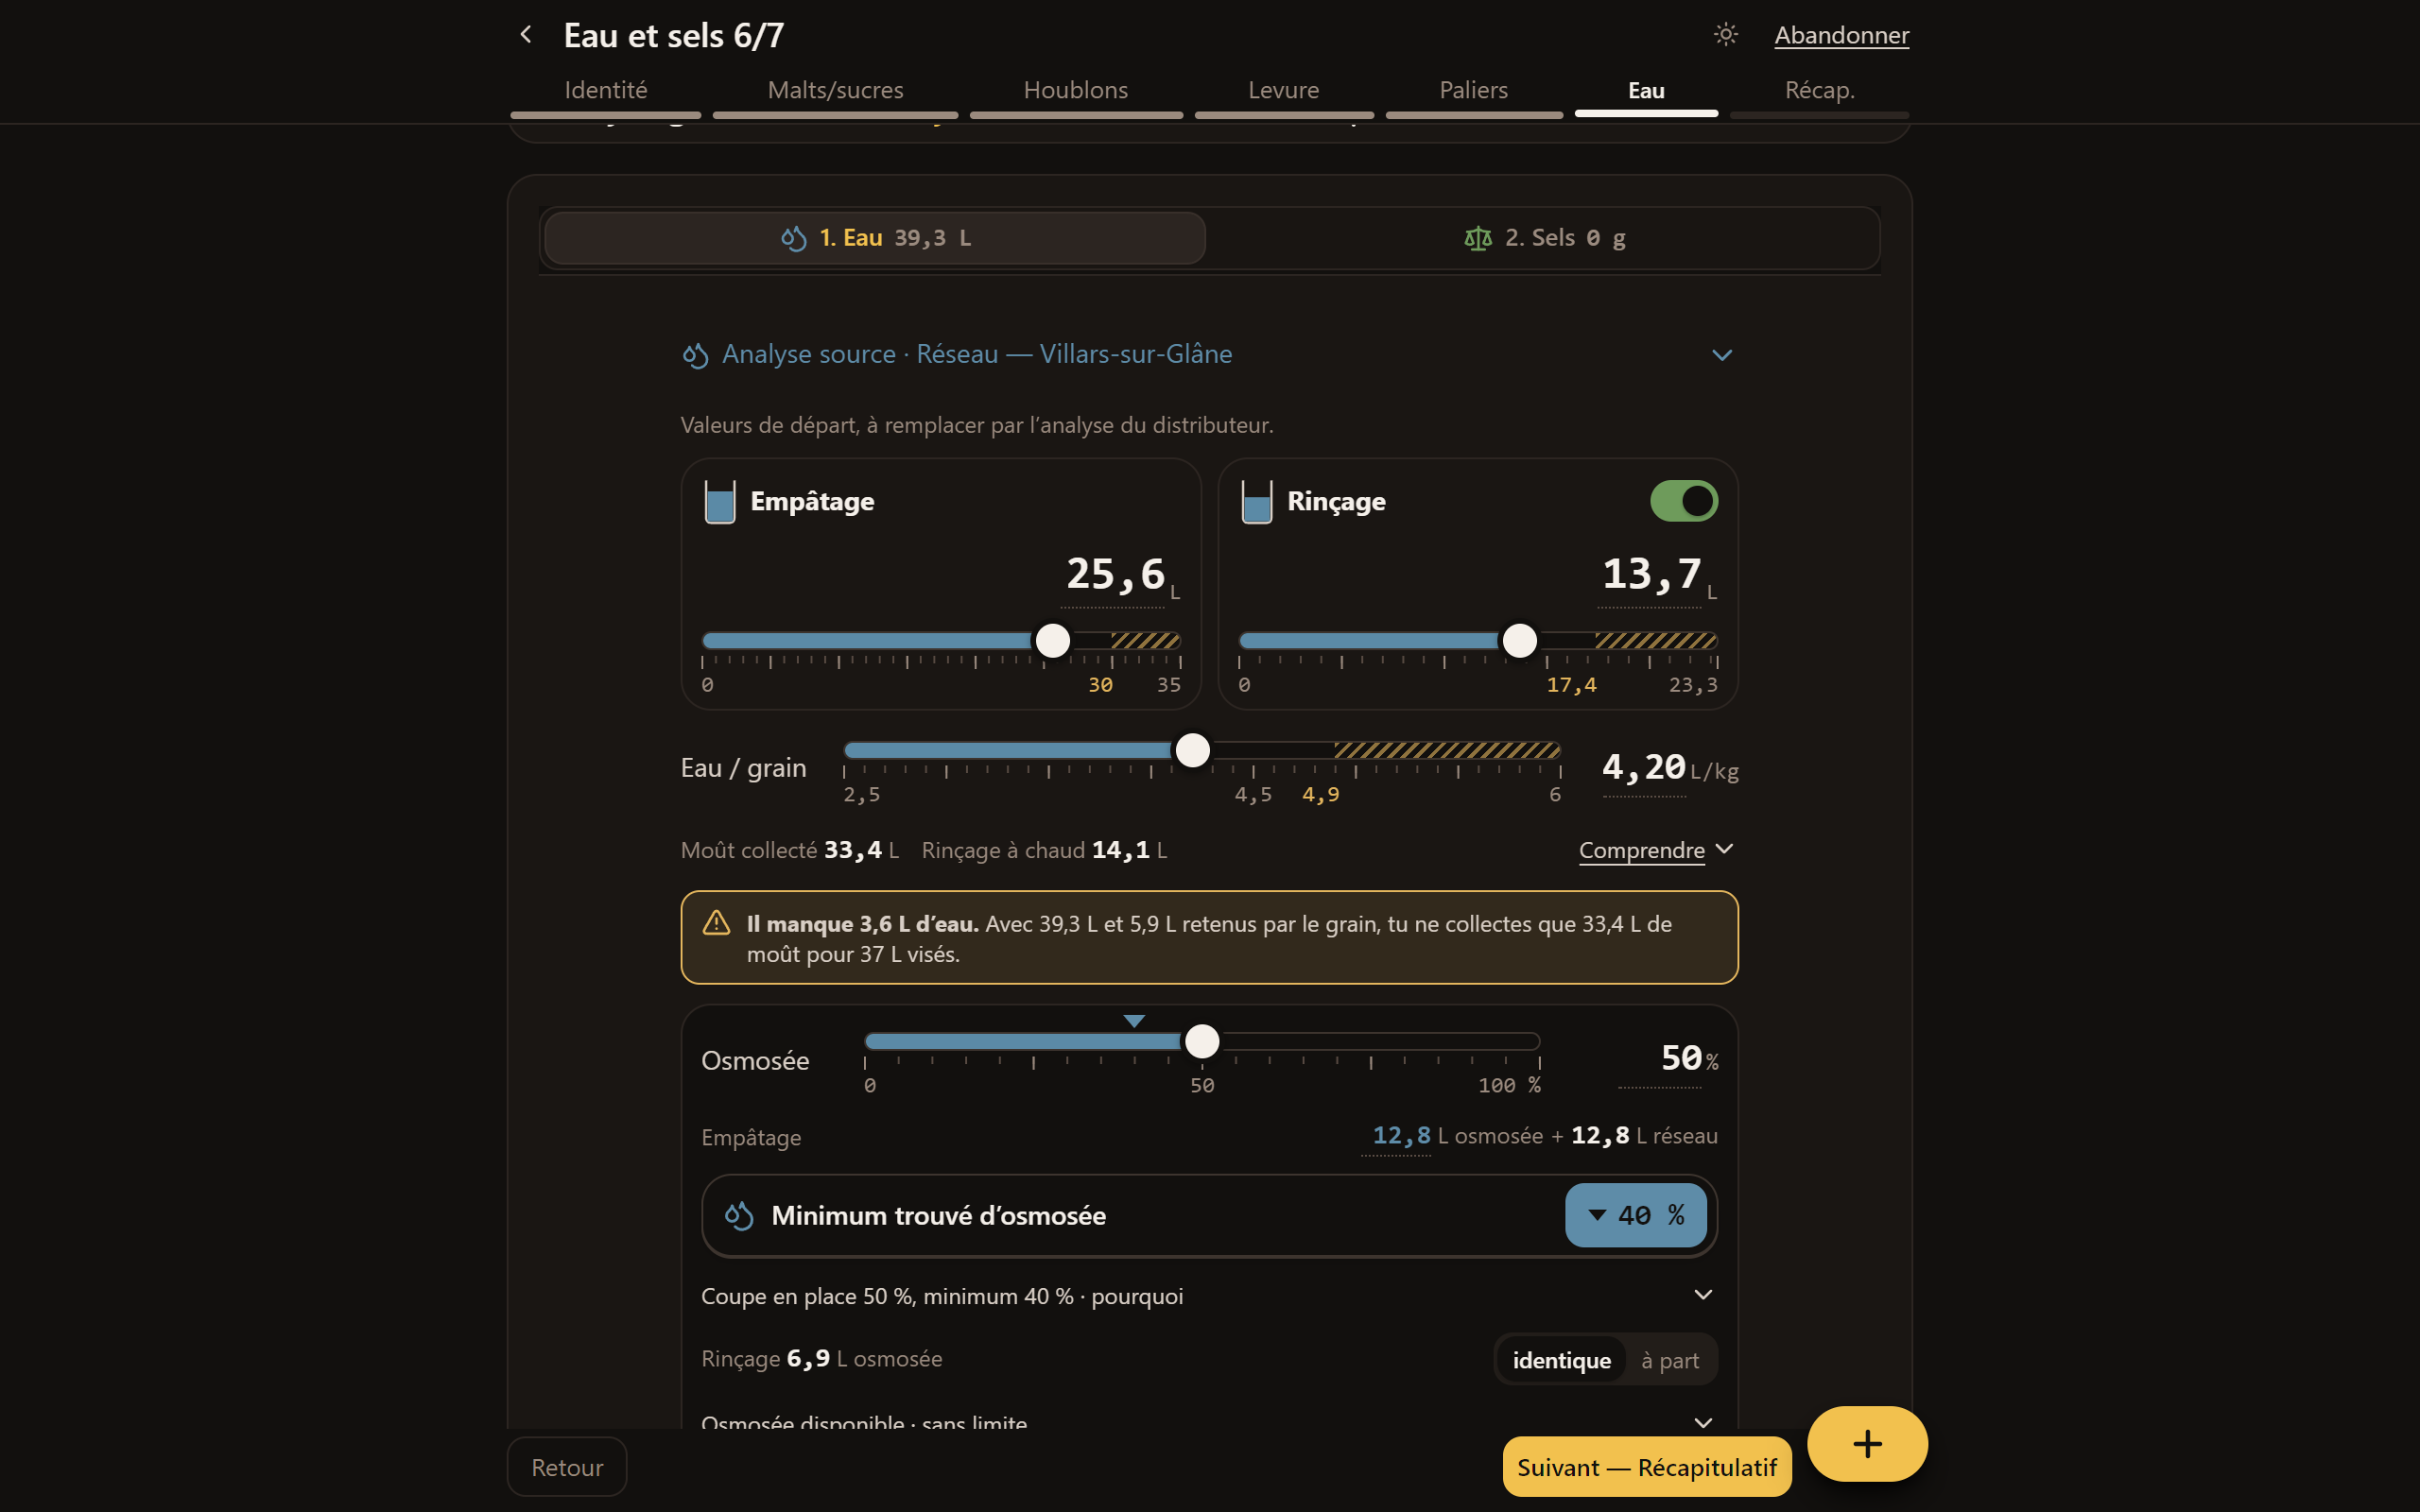 Eau et sels 6/7
Abandonner
Identité
Malts/sucres
Houblons
Levure
Paliers
Eau
Récap.
1. Eau 39,3 L
2. Sels 0 g
Analyse source · Réseau — Villars-sur-Glâne
Valeurs de départ, à remplacer par l’analyse du distributeur.
Empâtage
25,6 L
0 30 35
Rinçage
13,7 L
0 17,4 23,3
Eau / grain
2,5 4,5 4,9 6
4,20 L/kg
Moût collecté 33,4 L Rinçage à chaud 14,1 L
Comprendre
Il manque 3,6 L d’eau. Avec 39,3 L et 5,9 L retenus par le grain, tu ne collectes que 33,4 L de
moût pour 37 L visés.
Osmosée
0 50 100 %
50 %
Empâtage
12,8 L osmosée + 12,8 L réseau
Minimum trouvé d’osmosée
40 %
Coupe en place 50 %, minimum 40 % · pourquoi
Rinçage 6,9 L osmosée
identique à part
Osmosée disponible · sans limite
Retour
Suivant — Récapitulatif
+